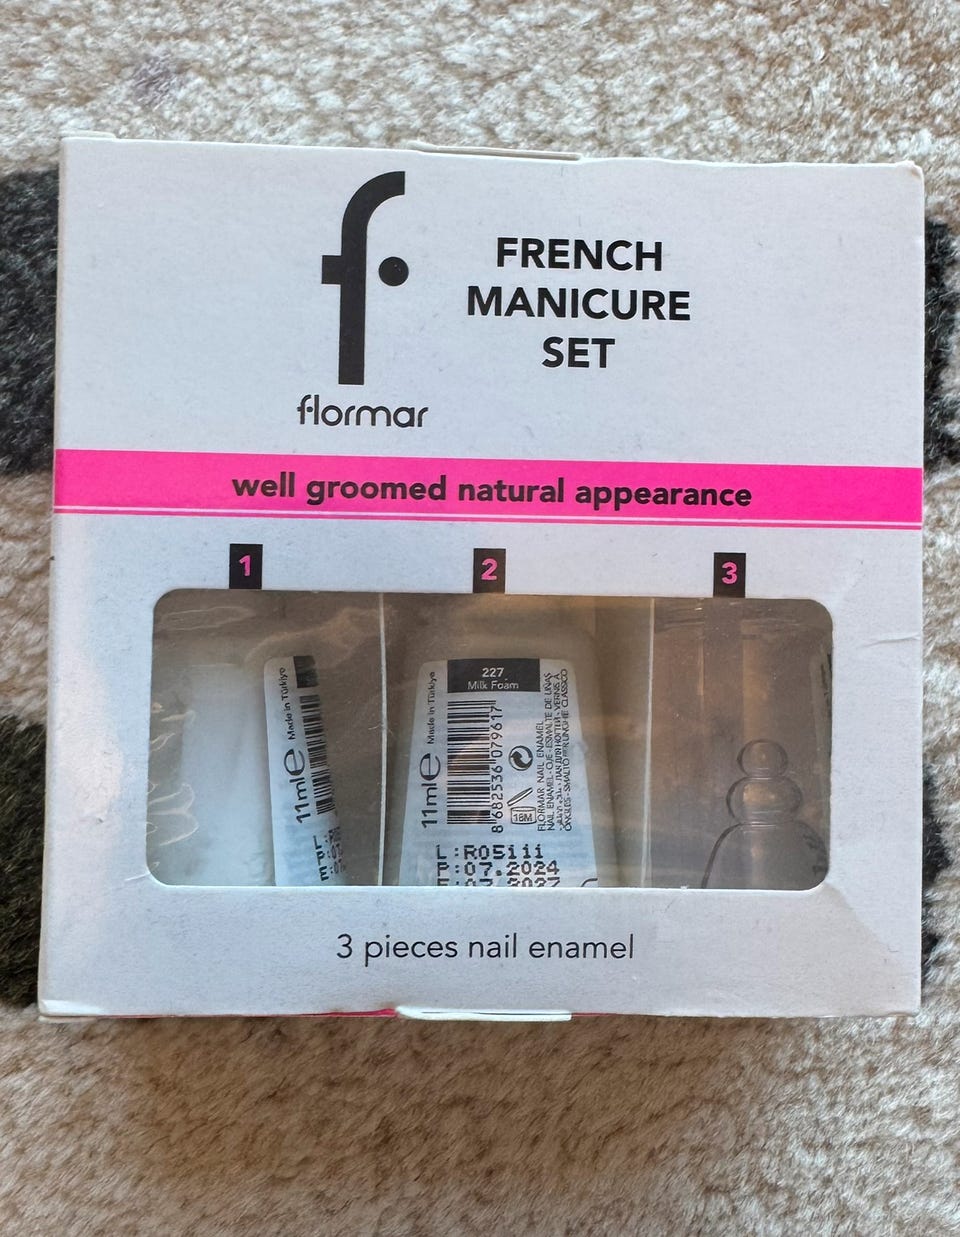 f
flormar
FRENCH
MANICURE
SET
well groomed natural appearance
1
2
3
Made in Türkiye
11ml e
227
Milk Foam
Made in Türkiye
11ml e
8 682536 079617
18M
FLORMAR NAIL ENAMEL
L:R05iii
P:07.2024
3 pieces nail enamel